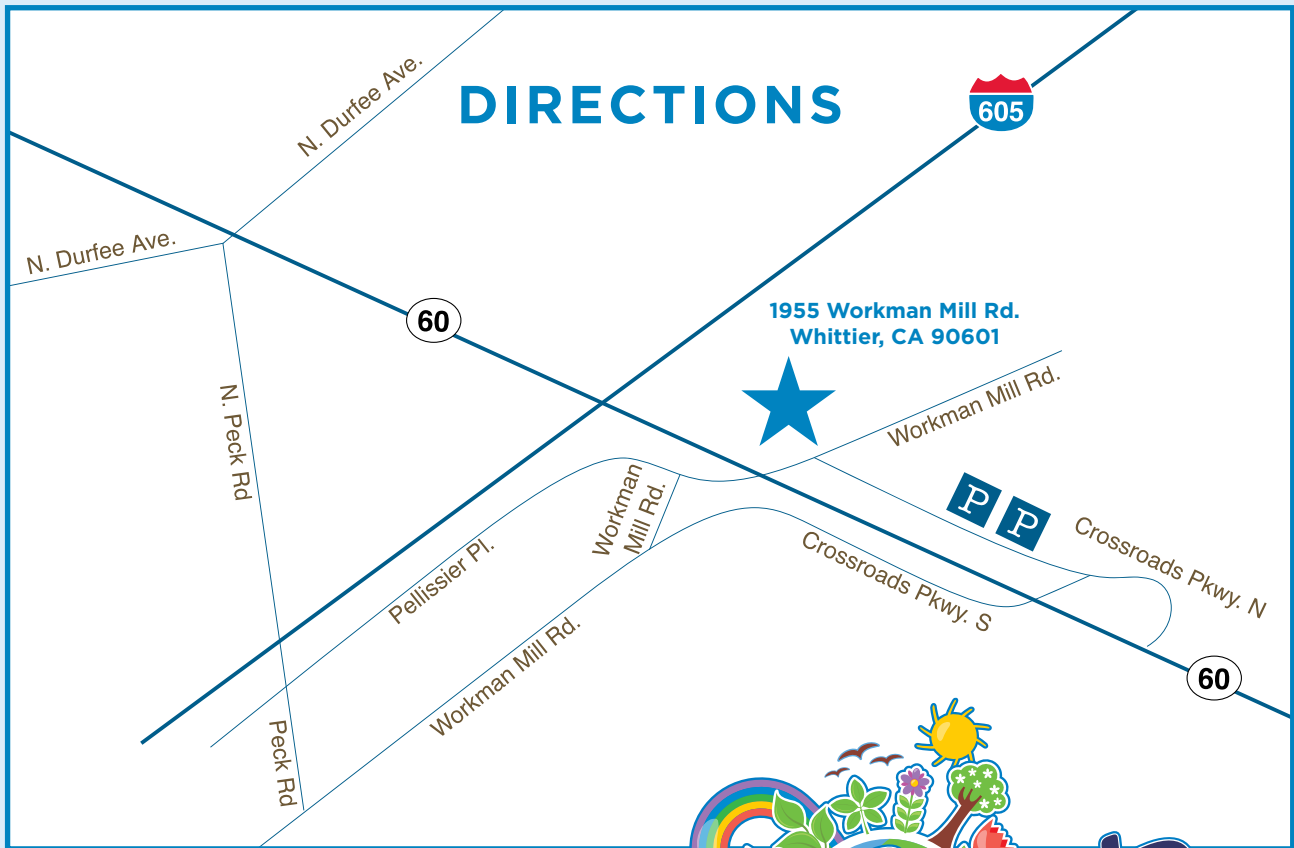 DIRECTIONS
N. Durfee Ave.
605
N. Durfee Ave.
60
1955 Workman Mill Rd.
Whittier, CA 90601
N. Peck Rd
Workman Mill Rd.
Workman
Mill Rd.
P P
Crossroads Pkwy. N
Crossroads Pkwy. S
Pellissier Pl.
Workman Mill Rd.
60
Peck Rd